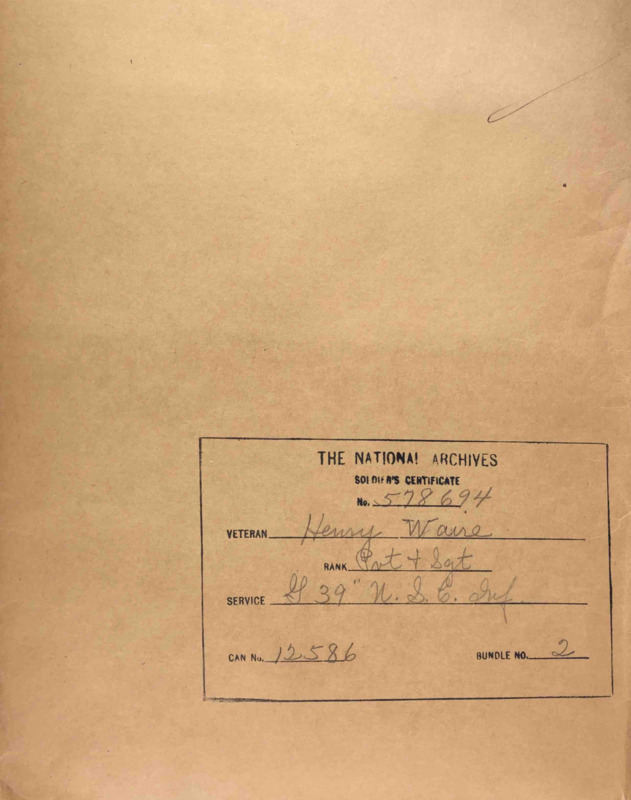 THE NATIONAL ARCHIVES
SOLDIER'S CERTIFICATE
No. 578694
VETERAN Henry Waire
RANK Pvt + Sgt
SERVICE G 39" U. S. C. Inf
CAN No. 12586 BUNDLE NO. 2